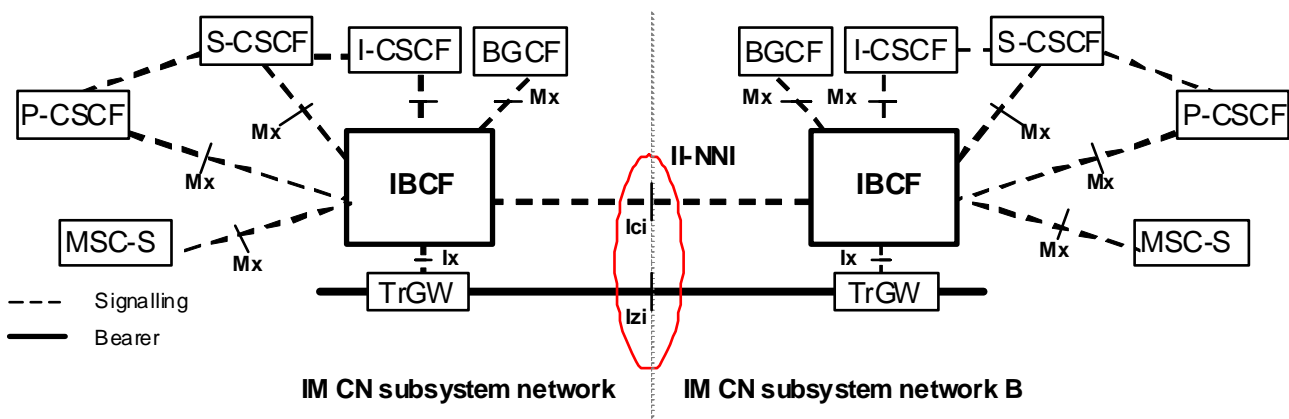 S-CSCF
I-CSCF
BGCF
BGCF
I-CSCF
S-CSCF
P-CSCF
Mx
Mx
Mx
Mx
Mx
P-CSCF
Mx
IBCF
II-NNI
IBCF
Mx
MSC-S
Mx
Ici
Mx
MSC-S
Ix
Ix
TrGW
TrGW
Signalling
Izi
Bearer
IM CN subsystem network
IM CN subsystem network B